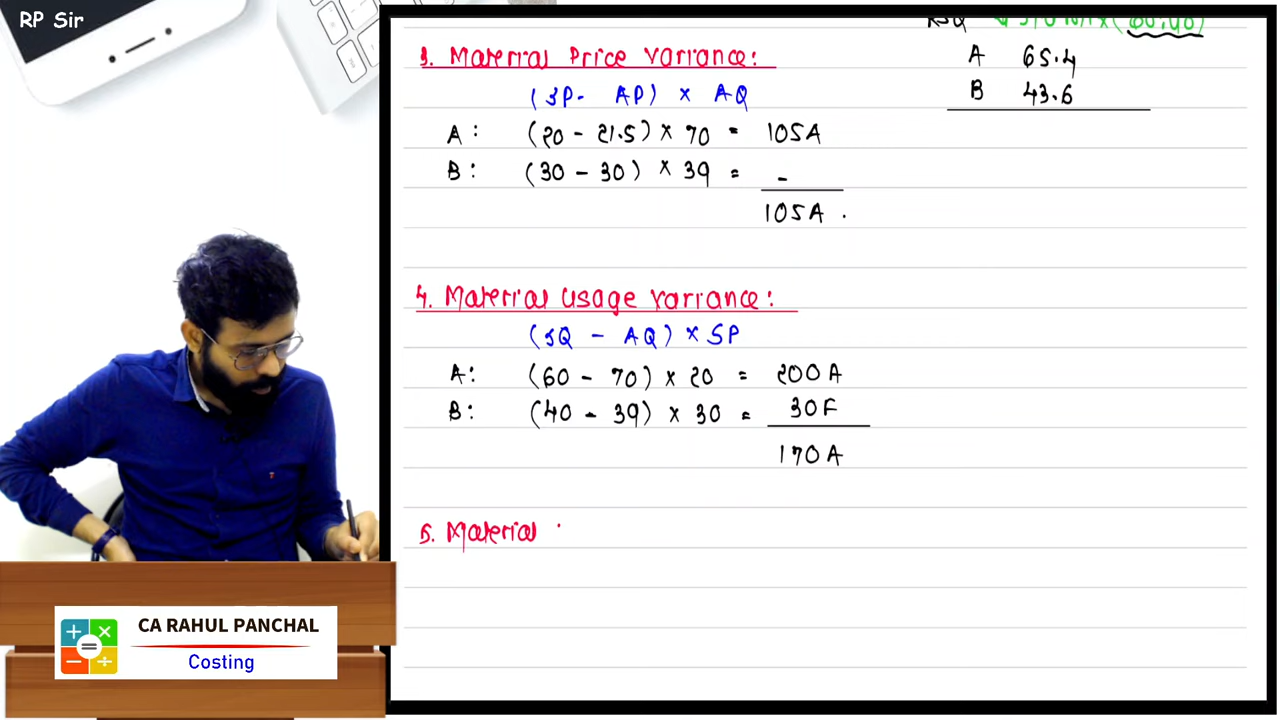 RP Sir
A 65.4
B 43.6
3. Material Price Variance:
(SP - AP) × AQ
A: (20 - 21.5) × 70 = 105A
B: (30 - 30) × 39 = -
105A.
4. Material Usage Variance:
(SQ - AQ) × SP
A: (60 - 70) × 20 = 200A
B: (40 - 39) × 30 = 30F
170A
5. Material
CA RAHUL PANCHAL
Costing